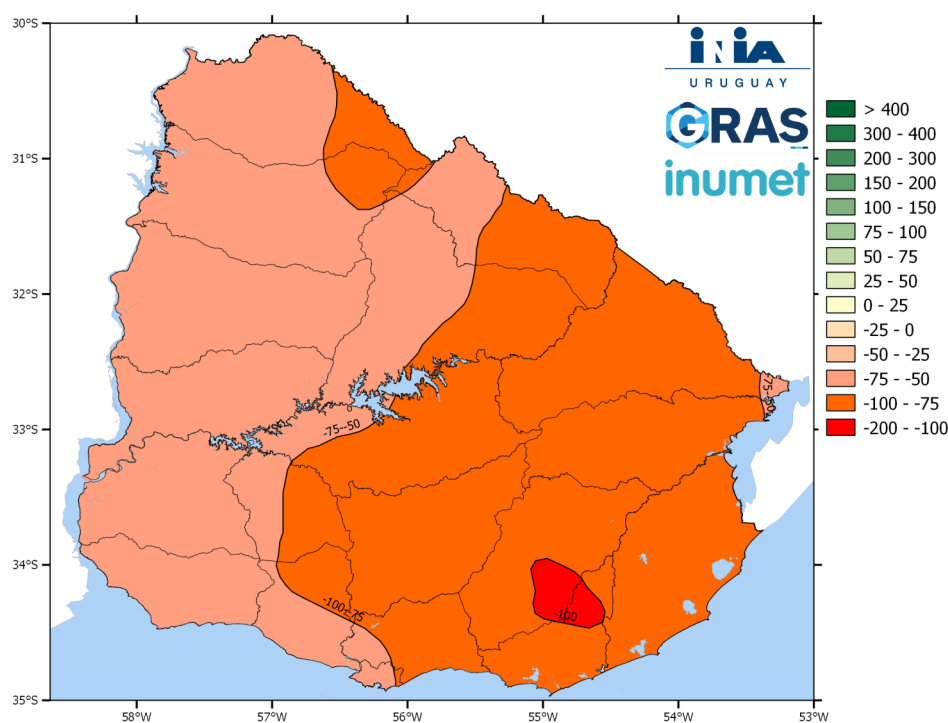 30°S
31°S
32°S
33°S
34°S
35°S
58°W
57°W
56°W
55°W
54°W
53°W
INIA
URUGUAY
GRAS
inumet
> 400
300 - 400
200 - 300
150 - 200
100 - 150
75 - 100
50 - 75
25 - 50
0 - 25
-25 - 0
-50 - -25
-75 - -50
-100 - -75
-200 - -100
-75--50
-75--50
-100--75
-100